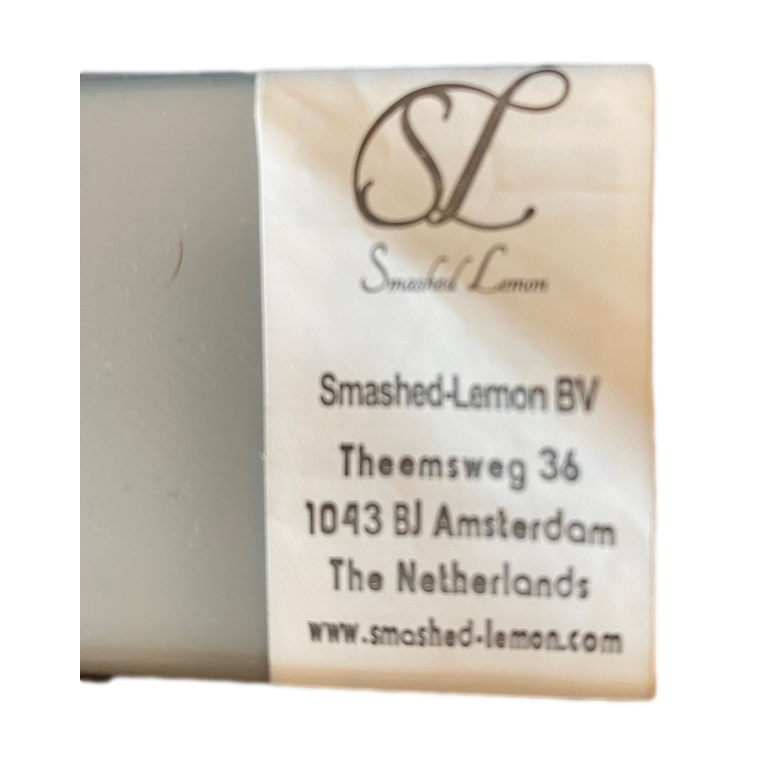 SL
Smashed Lemon
Smashed-Lemon BV
Theemsweg 36
1043 BJ Amsterdam
The Netherlands
www.smashed-lemon.com